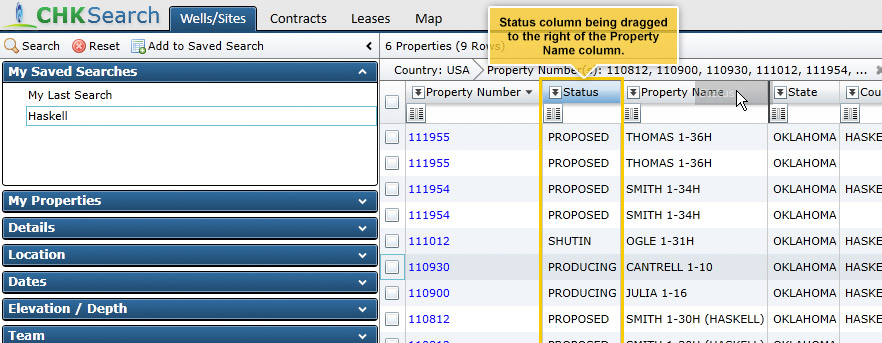 CHKSearch
Wells/Sites Contracts Leases Map
Status column being dragged
to the right of the Property
Name column.
Search Reset Add to Saved Search
6 Properties (9 Rows)
My Saved Searches
My Last Search
Haskell
My Properties
Details
Location
Dates
Elevation / Depth
Team
Country: USA Property Number(s): 110812, 110900, 110930, 111012, 111954, ...
Property Number Status Property Name State Cou
111955 PROPOSED THOMAS 1-36H OKLAHOMA HASKE
111955 PROPOSED THOMAS 1-36H OKLAHOMA
111954 PROPOSED SMITH 1-34H OKLAHOMA HASKE
111954 PROPOSED SMITH 1-34H OKLAHOMA
111012 SHUTIN OGLE 1-31H OKLAHOMA HASKE
110930 PRODUCING CANTRELL 1-10 OKLAHOMA HASKE
110900 PRODUCING JULIA 1-16 OKLAHOMA HASKE
110812 PROPOSED SMITH 1-30H (HASKELL) OKLAHOMA HASKE